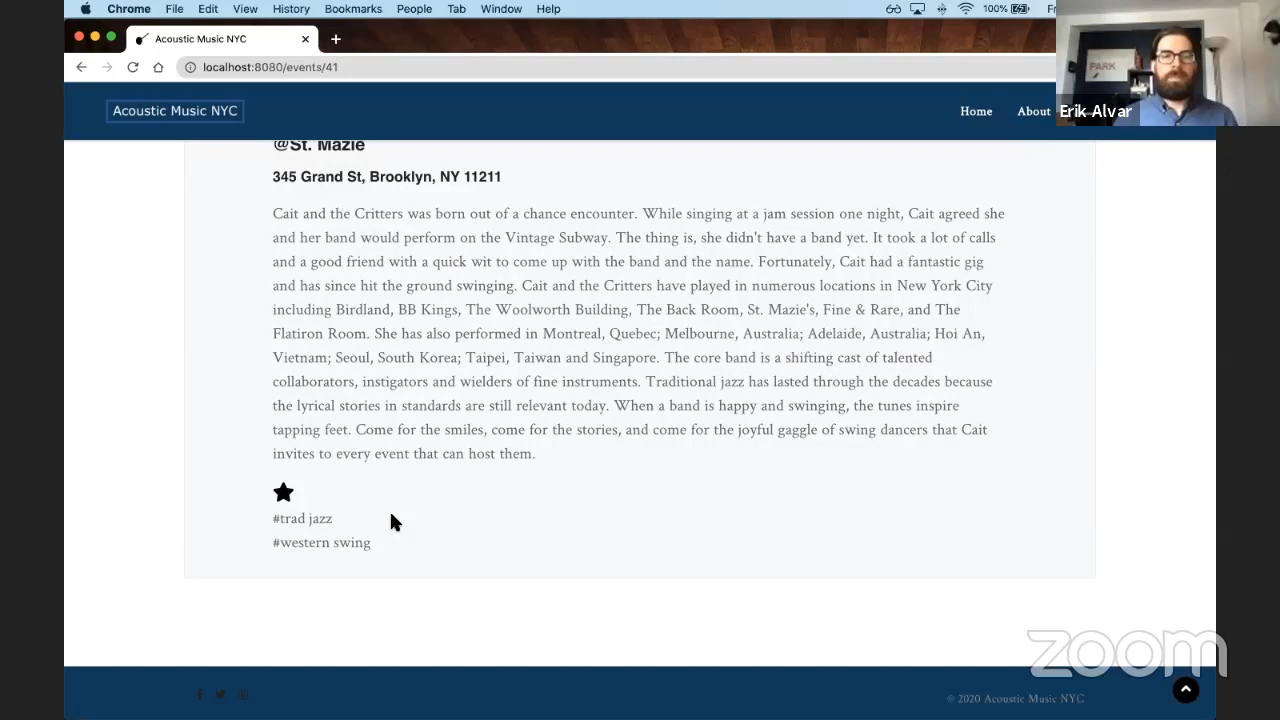 Chrome File Edit View History Bookmarks People Tab Window Help
100%
Acoustic Music NYC
localhost:8080/events/41
PARK
Erik Alvar
Acoustic Music NYC
Home About
@St. Mazie
345 Grand St, Brooklyn, NY 11211
Cait and the Critters was born out of a chance encounter. While singing at a jam session one night, Cait agreed she
and her band would perform on the Vintage Subway. The thing is, she didn't have a band yet. It took a lot of calls
and a good friend with a quick wit to come up with the band and the name. Fortunately, Cait had a fantastic gig
and has since hit the ground swinging. Cait and the Critters have played in numerous locations in New York City
including Birdland, BB Kings, The Woolworth Building, The Back Room, St. Mazie's, Fine & Rare, and The
Flatiron Room. She has also performed in Montreal, Quebec; Melbourne, Australia; Adelaide, Australia; Hoi An,
Vietnam; Seoul, South Korea; Taipei, Taiwan and Singapore. The core band is a shifting cast of talented
collaborators, instigators and wielders of fine instruments. Traditional jazz has lasted through the decades because
the lyrical stories in standards are still relevant today. When a band is happy and swinging, the tunes inspire
tapping feet. Come for the smiles, come for the stories, and come for the joyful gaggle of swing dancers that Cait
invites to every event that can host them.
#trad jazz
#western swing
zoom
© 2020 Acoustic Music NYC